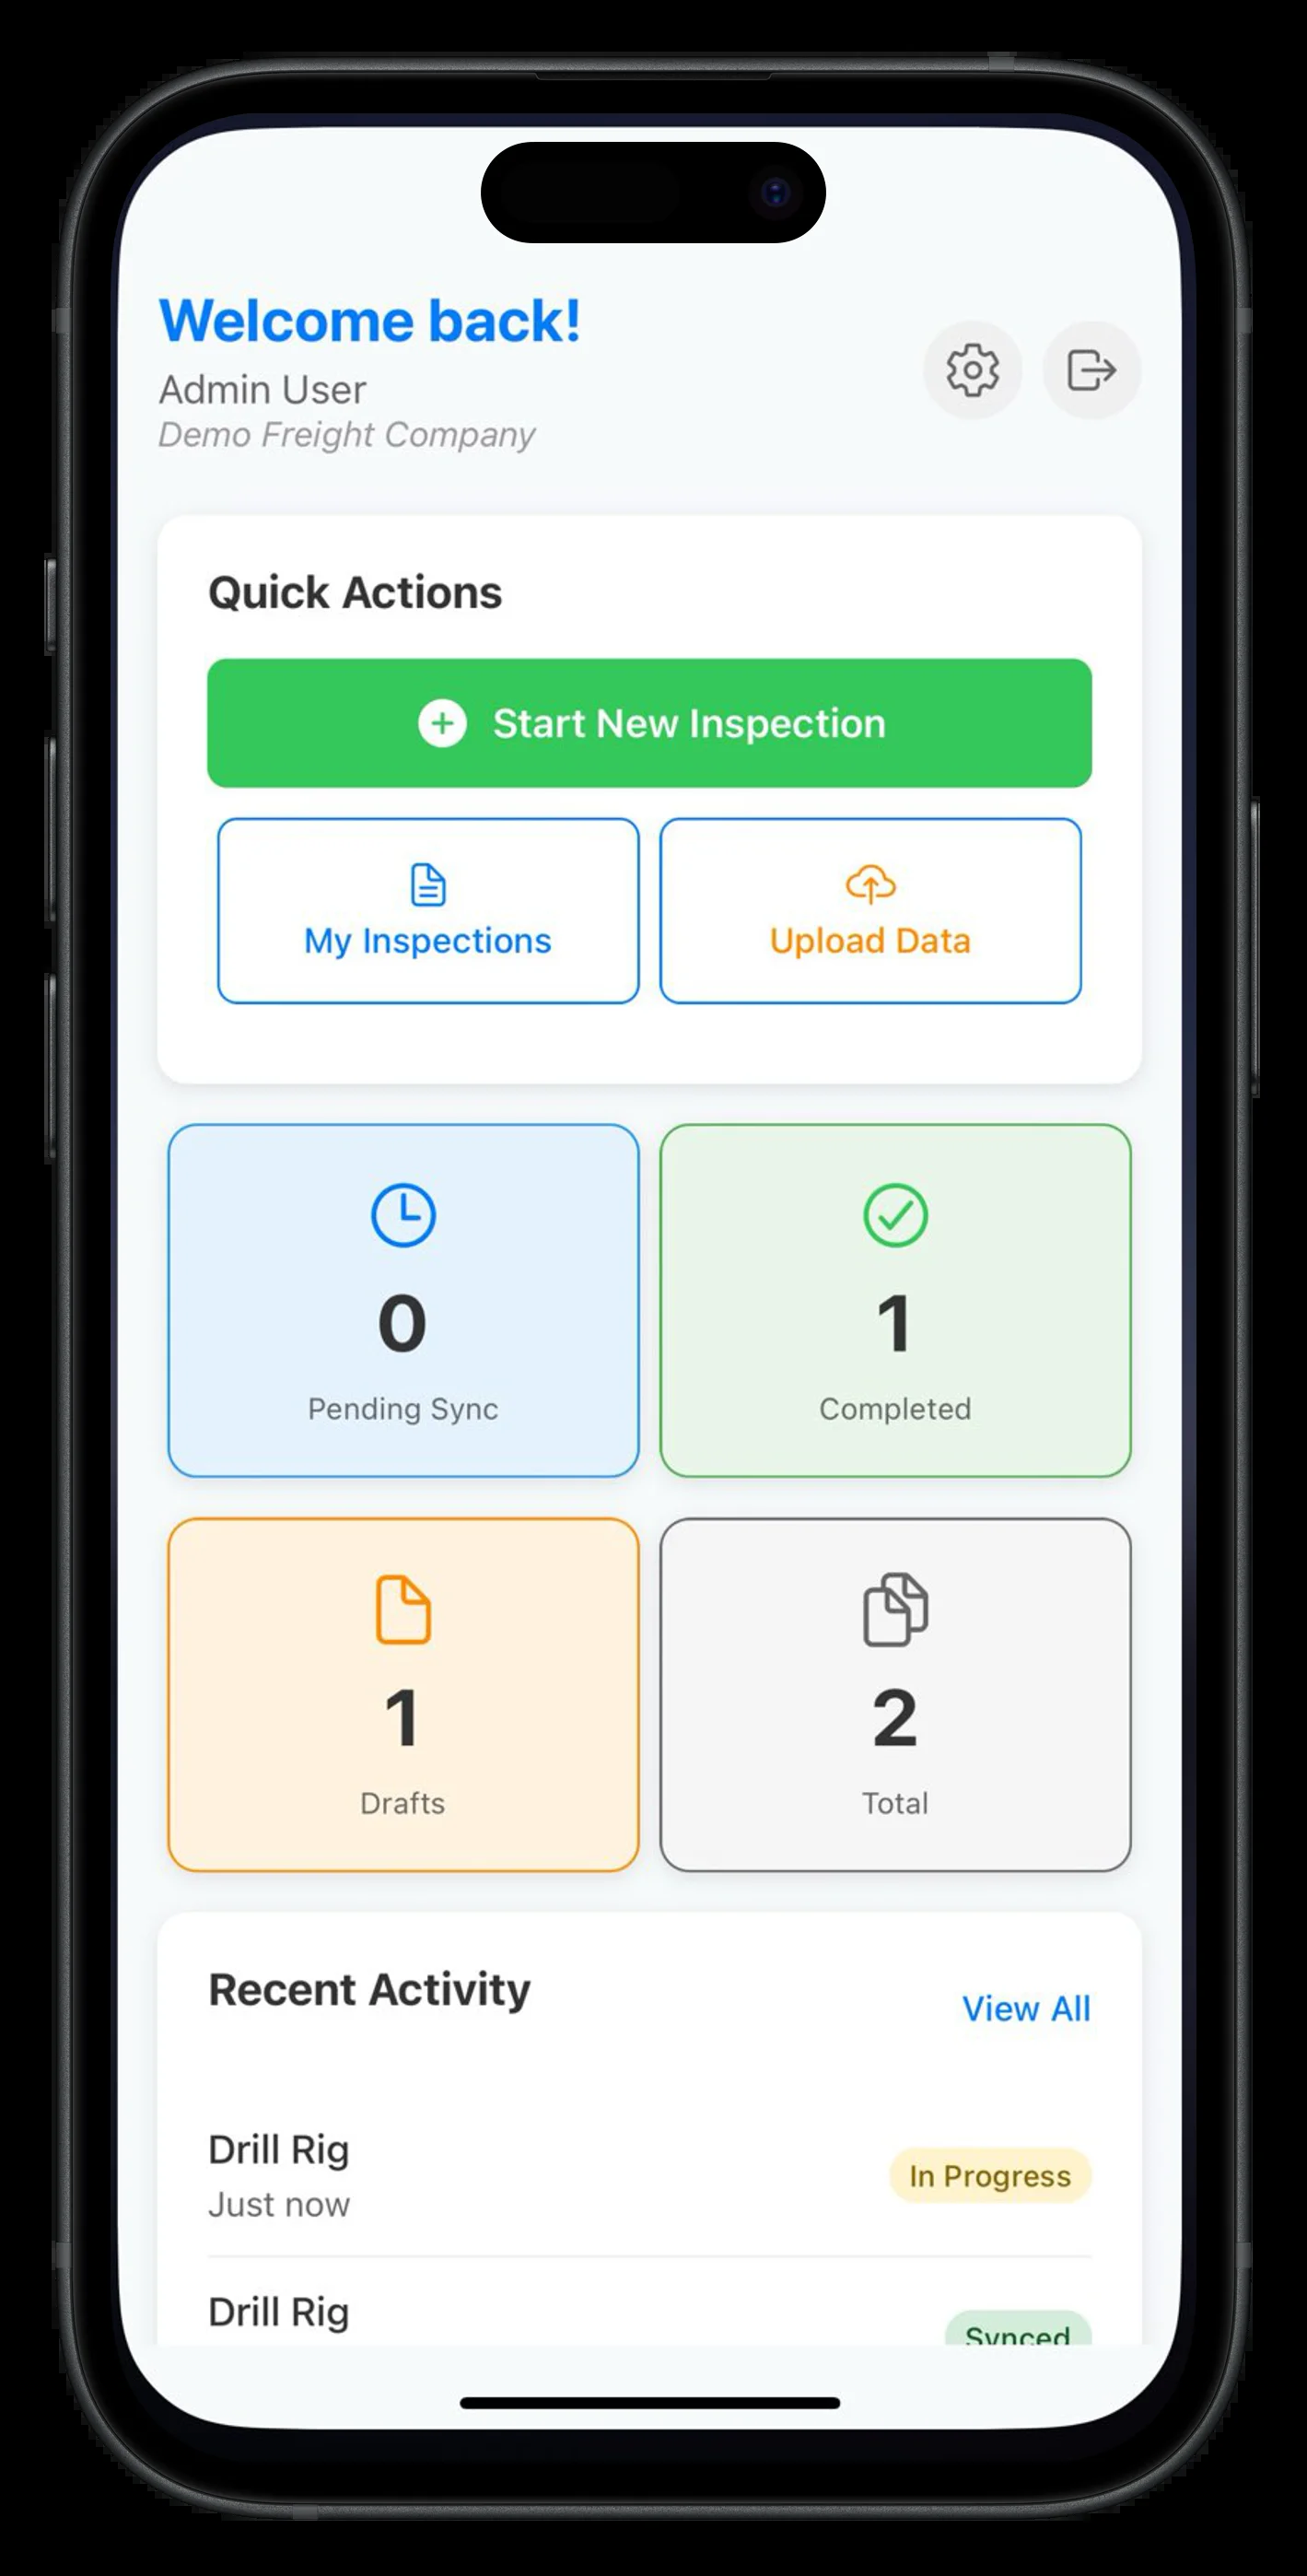 Welcome back!
Admin User
Demo Freight Company
Quick Actions
Start New Inspection
My Inspections
Upload Data
0
Pending Sync
1
Completed
1
Drafts
2
Total
Recent Activity
View All
Drill Rig
In Progress
Just now
Drill Rig
Synced